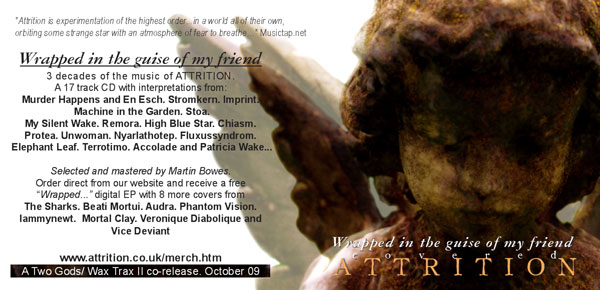 "Attrition is experimentation of the highest order.. in a world all of their own,
orbiting some strange star with an atmosphere of fear to breathe..." Musictap.net
Wrapped in the guise of my friend
3 decades of the music of ATTRITION.
A 17 track CD with interpretations from:
Murder Happens and En Esch. Stromkern. Imprint.
Machine in the Garden. Stoa.
My Silent Wake. Remora. High Blue Star. Chiasm.
Protea. Unwoman. Nyarlathotep. Fluxussyndrom.
Elephant Leaf. Terrotimo. Accolade and Patricia Wake...
Selected and mastered by Martin Bowes.
Order direct from our website and receive a free
"Wrapped..." digital EP with 8 more covers from
The Sharks. Beati Mortui. Audra. Phantom Vision.
Iammynewt. Mortal Clay. Veronique Diabolique and
Vice Deviant
www.attrition.co.uk/merch.htm
A Two Gods/ Wax Trax II co-release. October 09
Wrapped in the guise of my friend
covered
ATTRITION